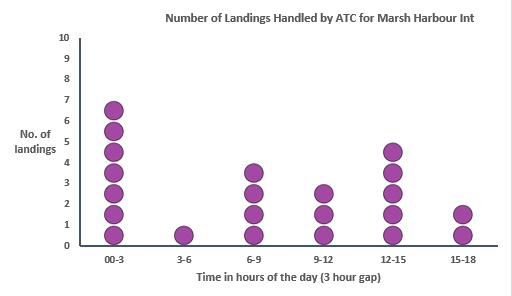 Number of Landings Handled by ATC for Marsh Harbour Int
10
9
8
7
6
5
4
3
2
1
0
No. of
landings
00-3 3-6 6-9 9-12 12-15 15-18
Time in hours of the day (3 hour gap)